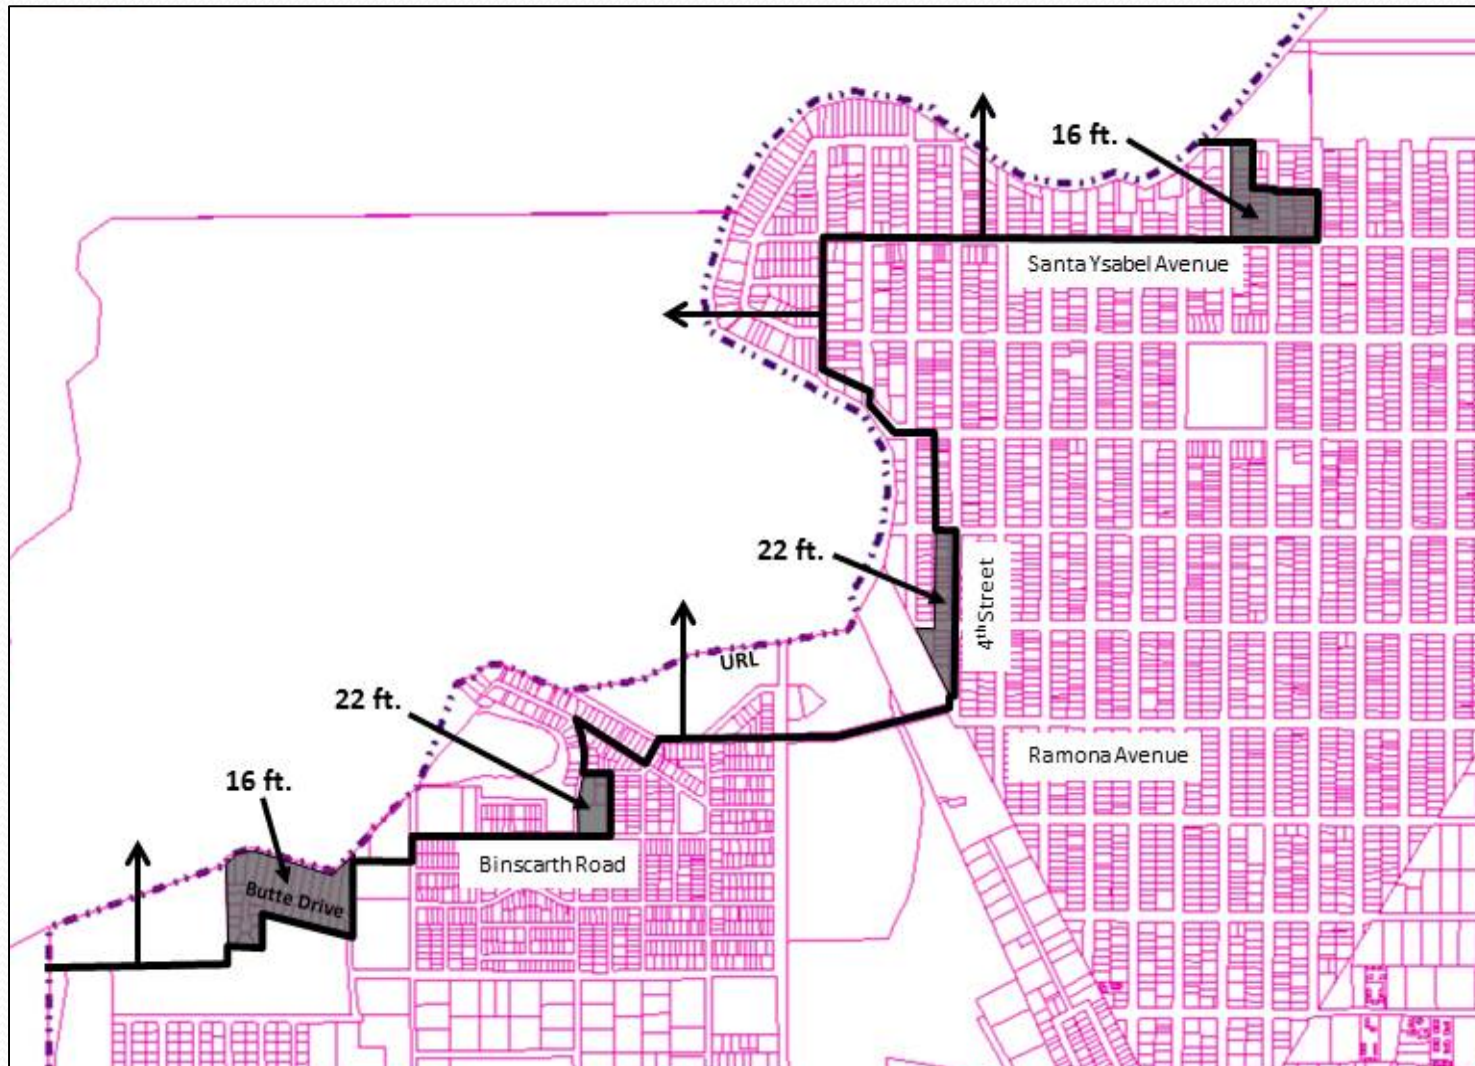 16 ft.
Santa Ysabel Avenue
22 ft.
4th Street
URL
22 ft.
Ramona Avenue
16 ft.
Binscarth Road
Butte Drive